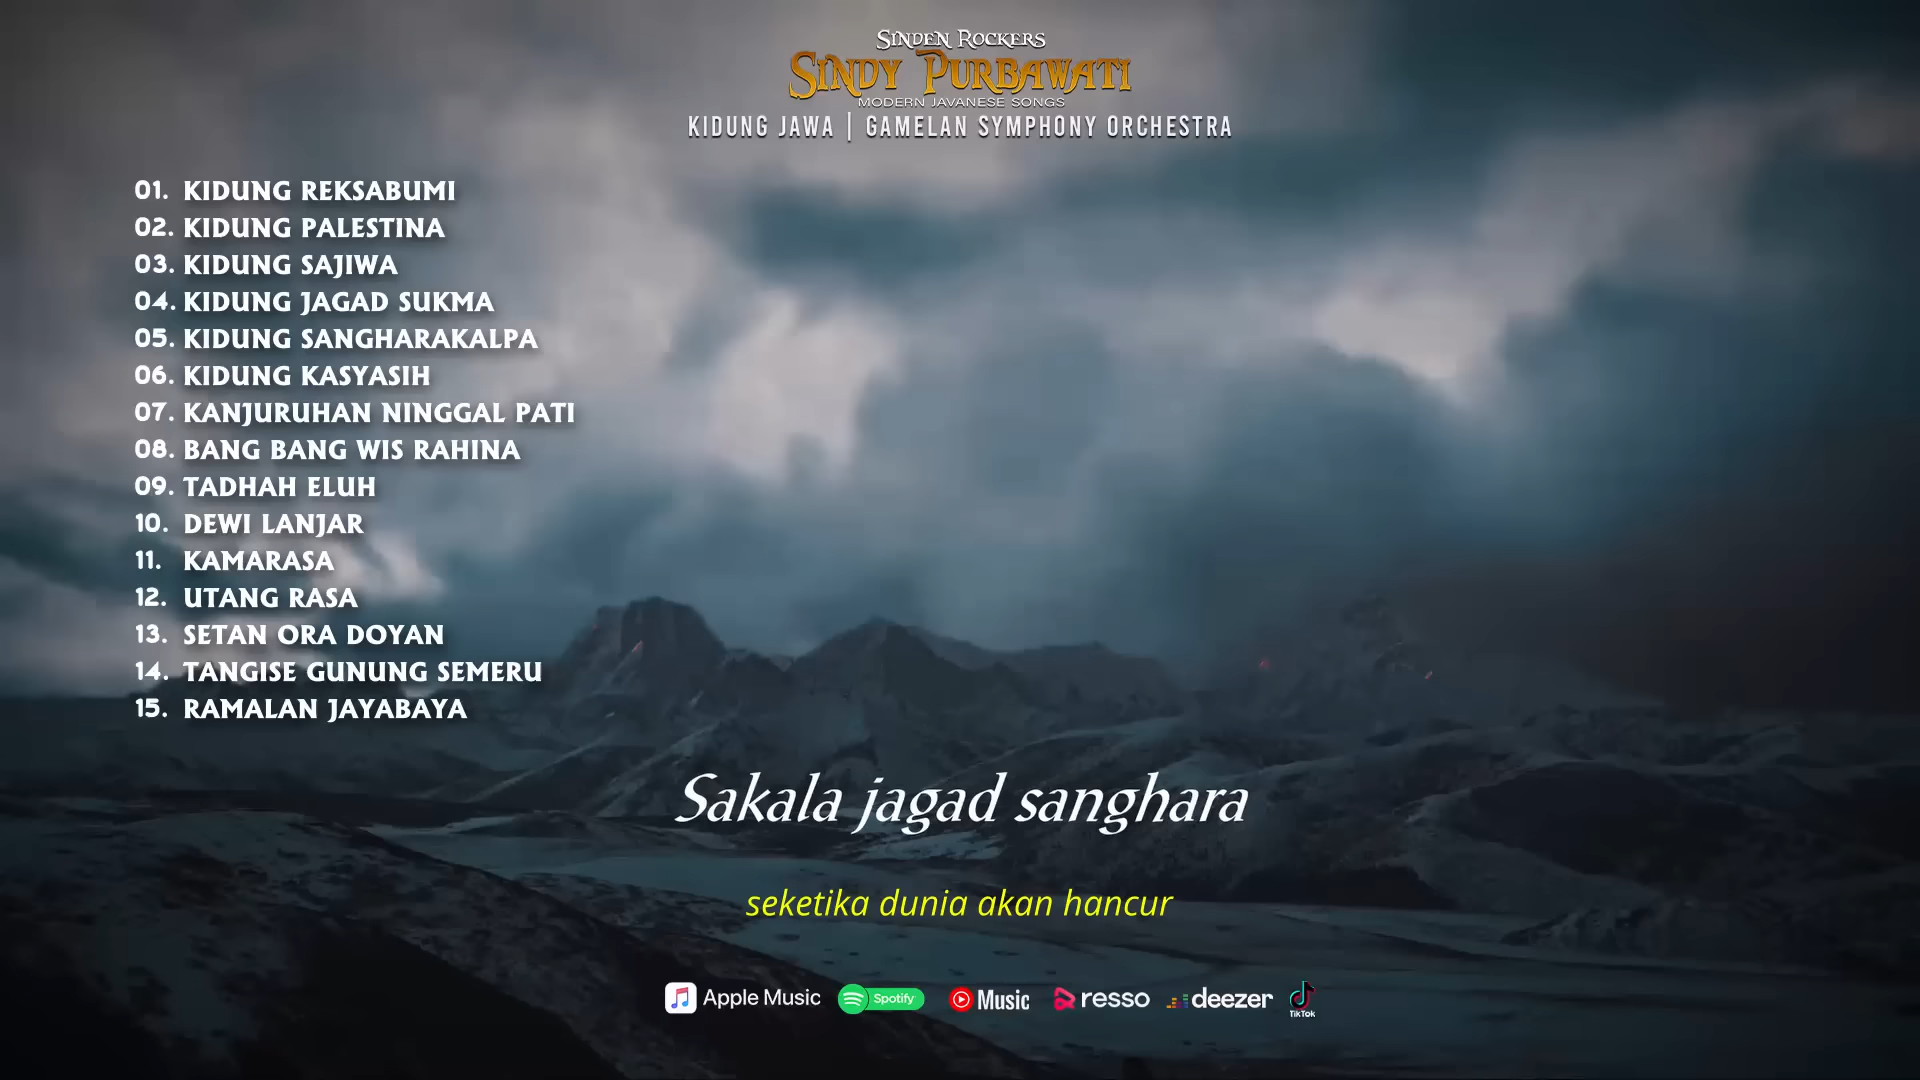 SINDEN ROCKERS
SINDY PURBAWATI
MODERN JAVANESE SONGS
KIDUNG JAWA | GAMELAN SYMPHONY ORCHESTRA
01. KIDUNG REKSABUMI
02. KIDUNG PALESTINA
03. KIDUNG SAJIWA
04. KIDUNG JAGAD SUKMA
05. KIDUNG SANGHARAKALPA
06. KIDUNG KASYASIH
07. KANJURUHAN NINGGAL PATI
08. BANG BANG WIS RAHINA
09. TADHAH ELUH
10. DEWI LANJAR
11. KAMARASA
12. UTANG RASA
13. SETAN ORA DOYAN
14. TANGISE GUNUNG SEMERU
15. RAMALAN JAYABAYA
Sakala jagad sanghara
seketika dunia akan hancur
Apple Music Spotify Music resso deezer TikTok